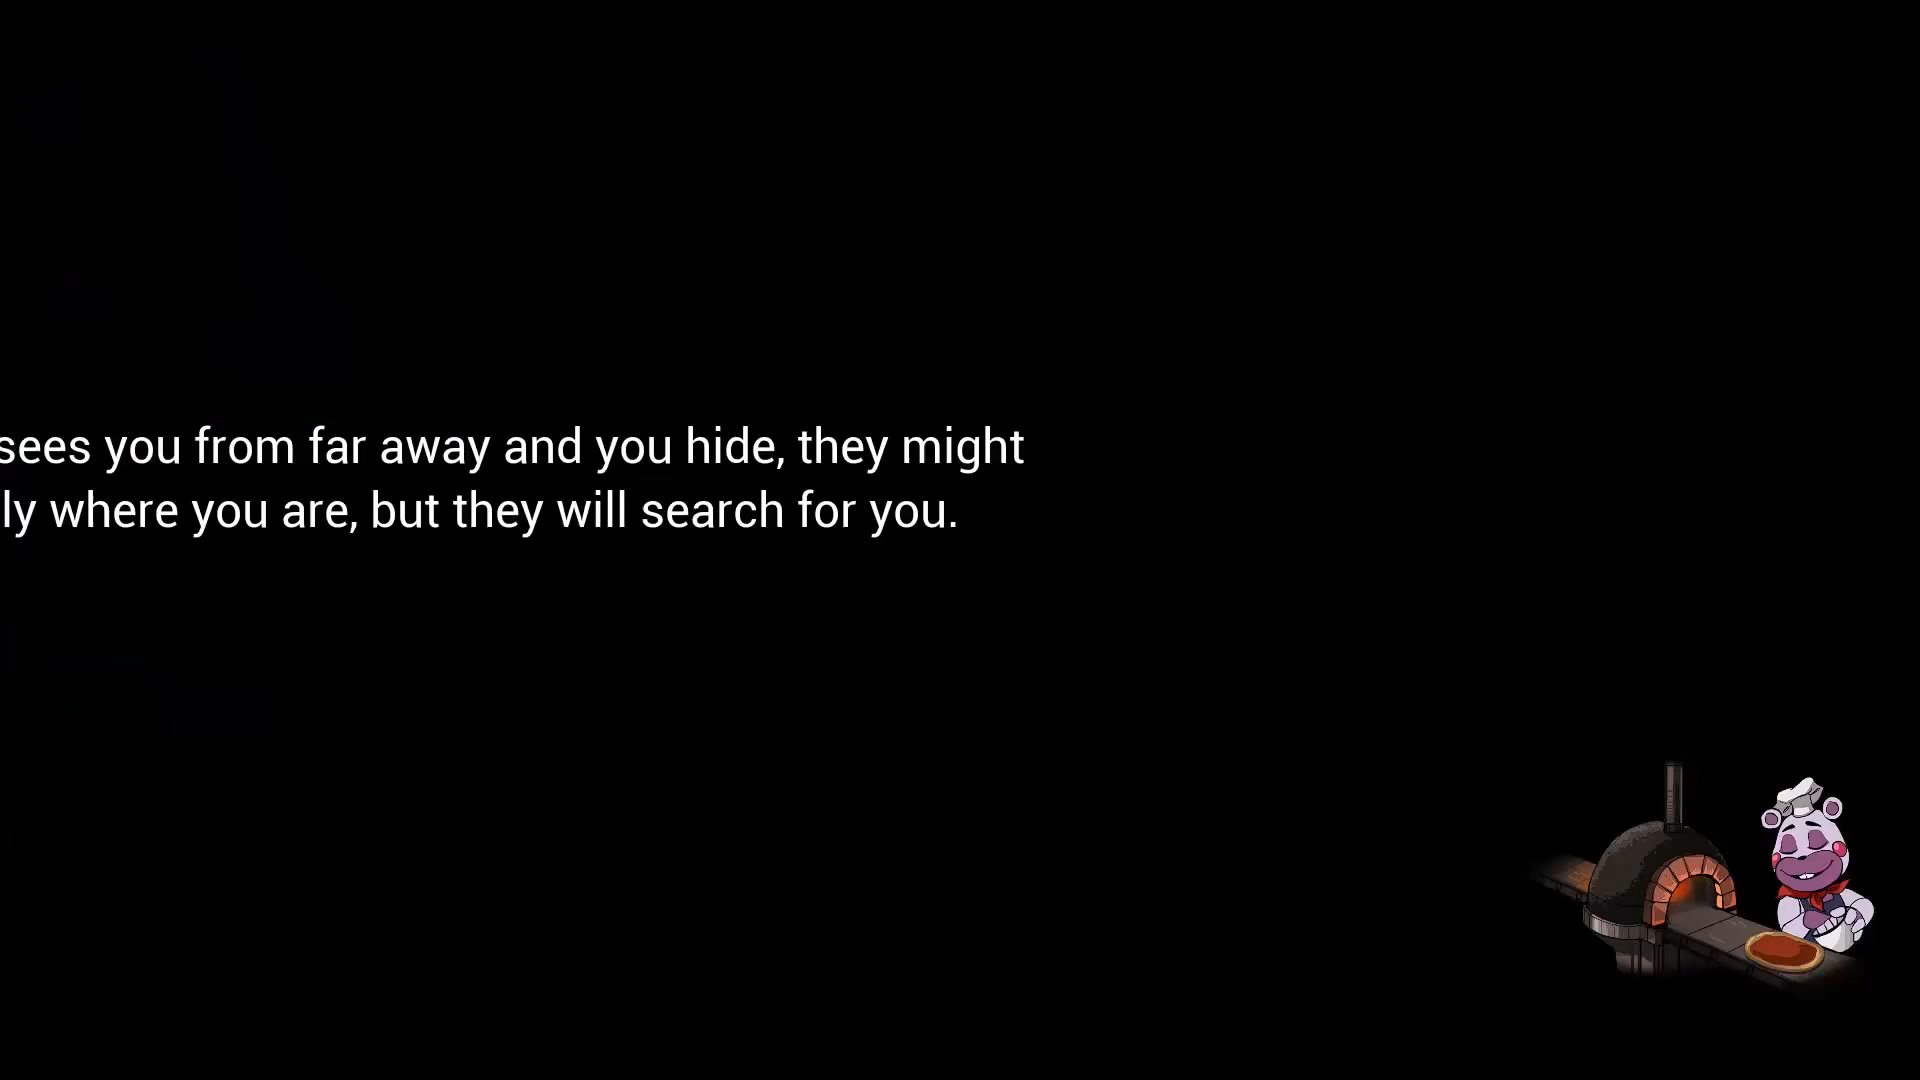 sees you from far away and you hide, they might
ly where you are, but they will search for you.